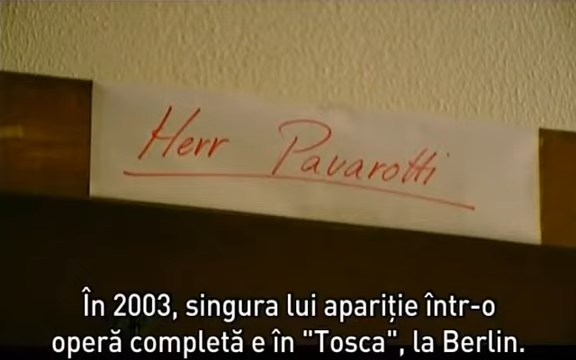 Herr Pavarotti
În 2003, singura lui apariție într-o
operă completă e în "Tosca", la Berlin.